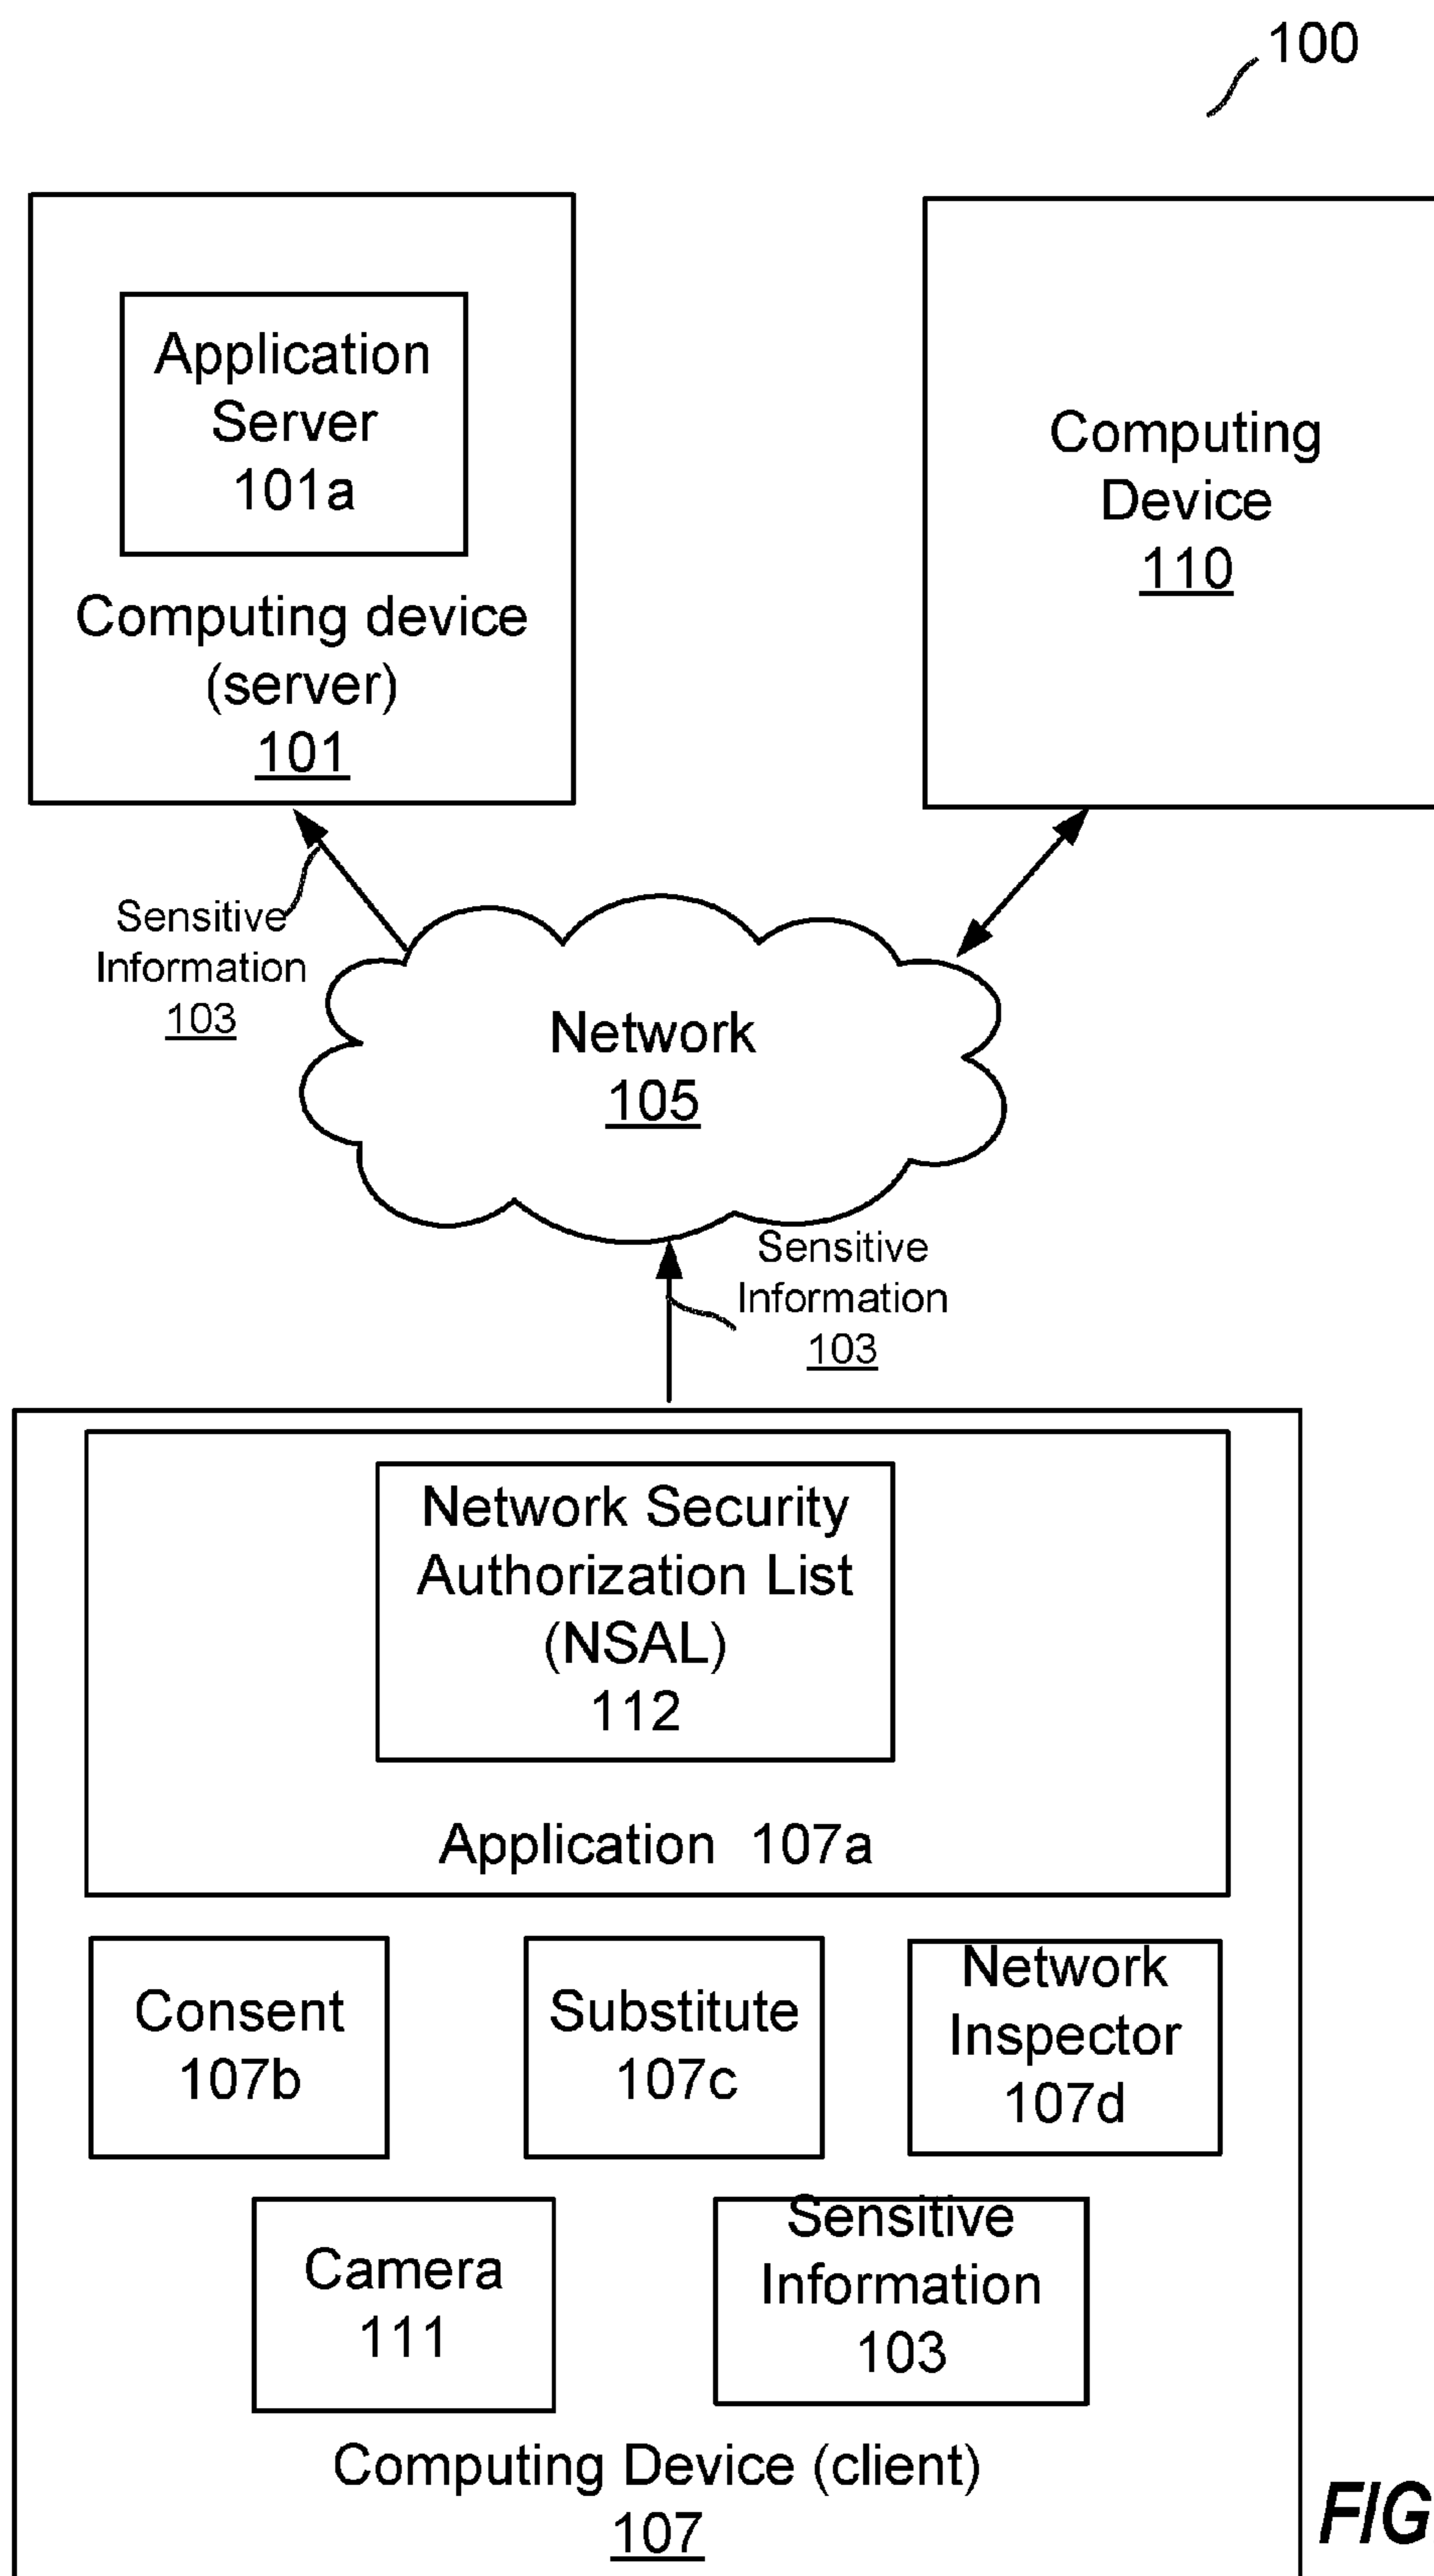 100
Application
Server
101a
Computing device
(server)
101
Computing
Device
110
Sensitive
Information
103
Network
105
Sensitive
Information
103
Network Security
Authorization List
(NSAL)
112
Application 107a
Consent
107b
Substitute
107c
Network
Inspector
107d
Camera
111
Sensitive
Information
103
Computing Device (client)
107
FIG